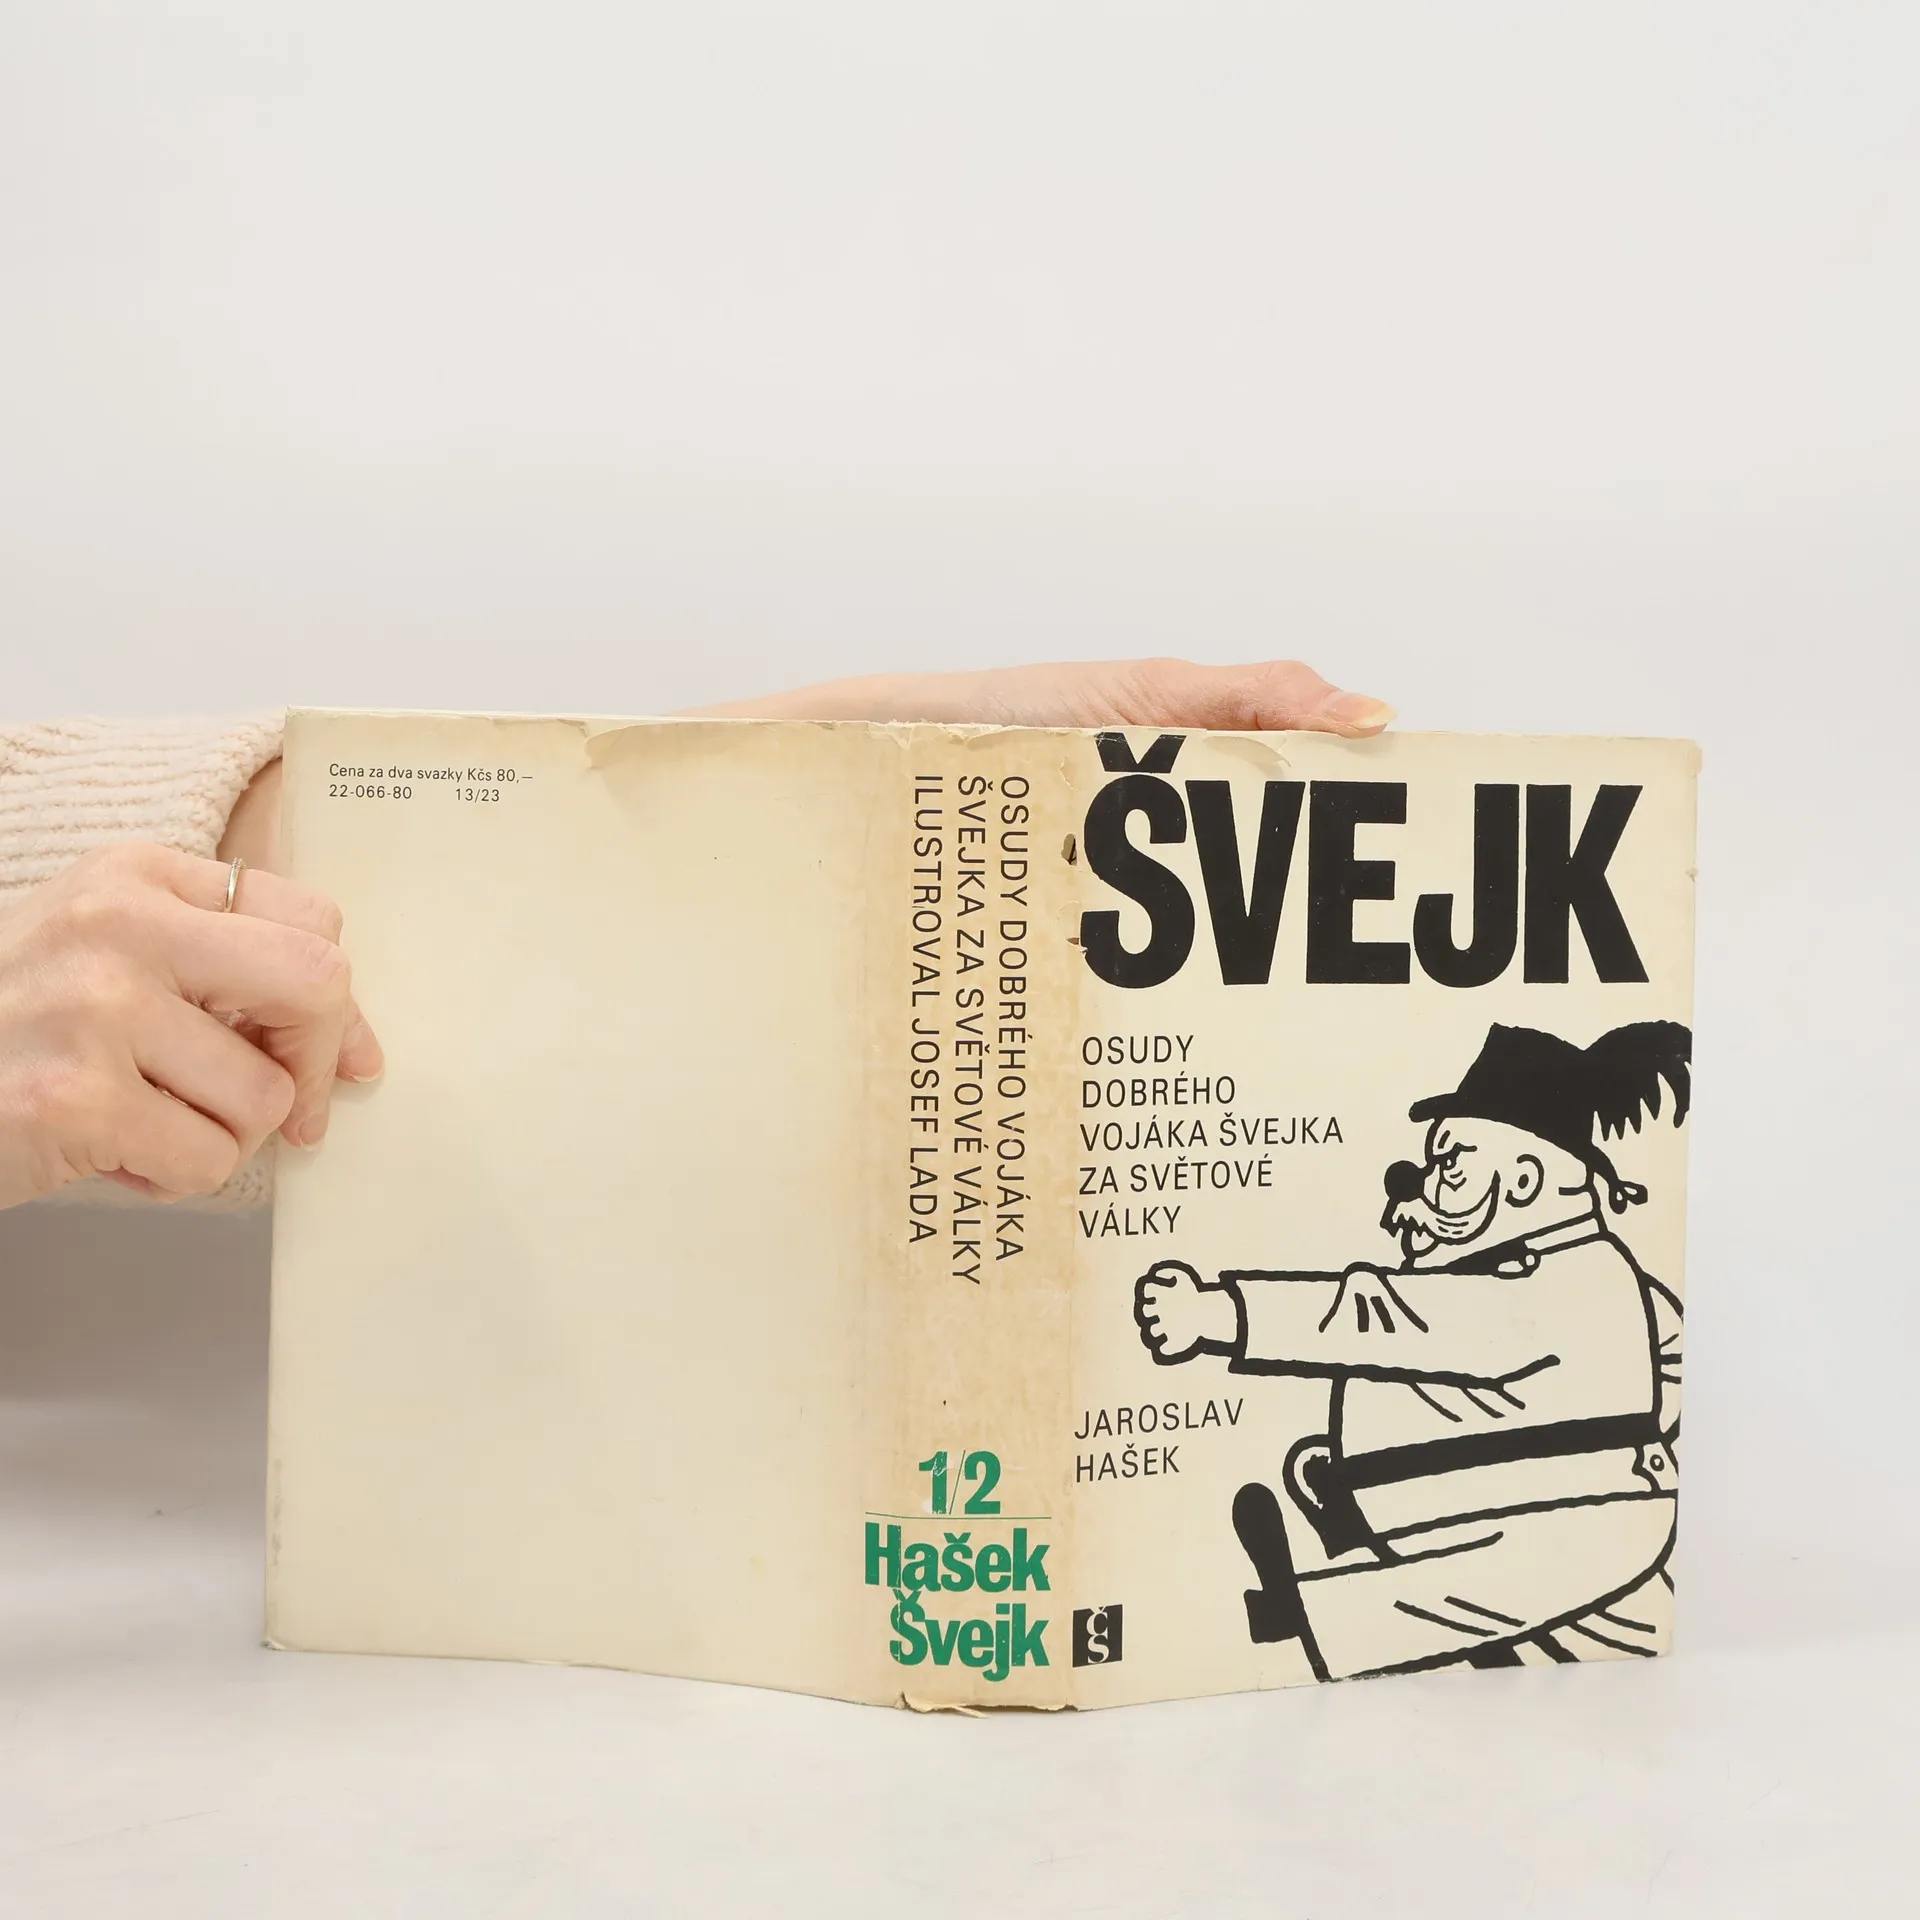 Cena za dva svazky Kčs 80,—
22-066-80 13/23
OSUDY DOBRÉHO VOJÁKA
ŠVEJKA ZA SVĚTOVÉ VÁLKY
ILUSTROVAL JOSEF LADA
1/2
Hašek
Švejk
ŠVEJK
OSUDY
DOBRÉHO
VOJÁKA ŠVEJKA
ZA SVĚTOVÉ
VÁLKY
JAROSLAV
HAŠEK
ČS